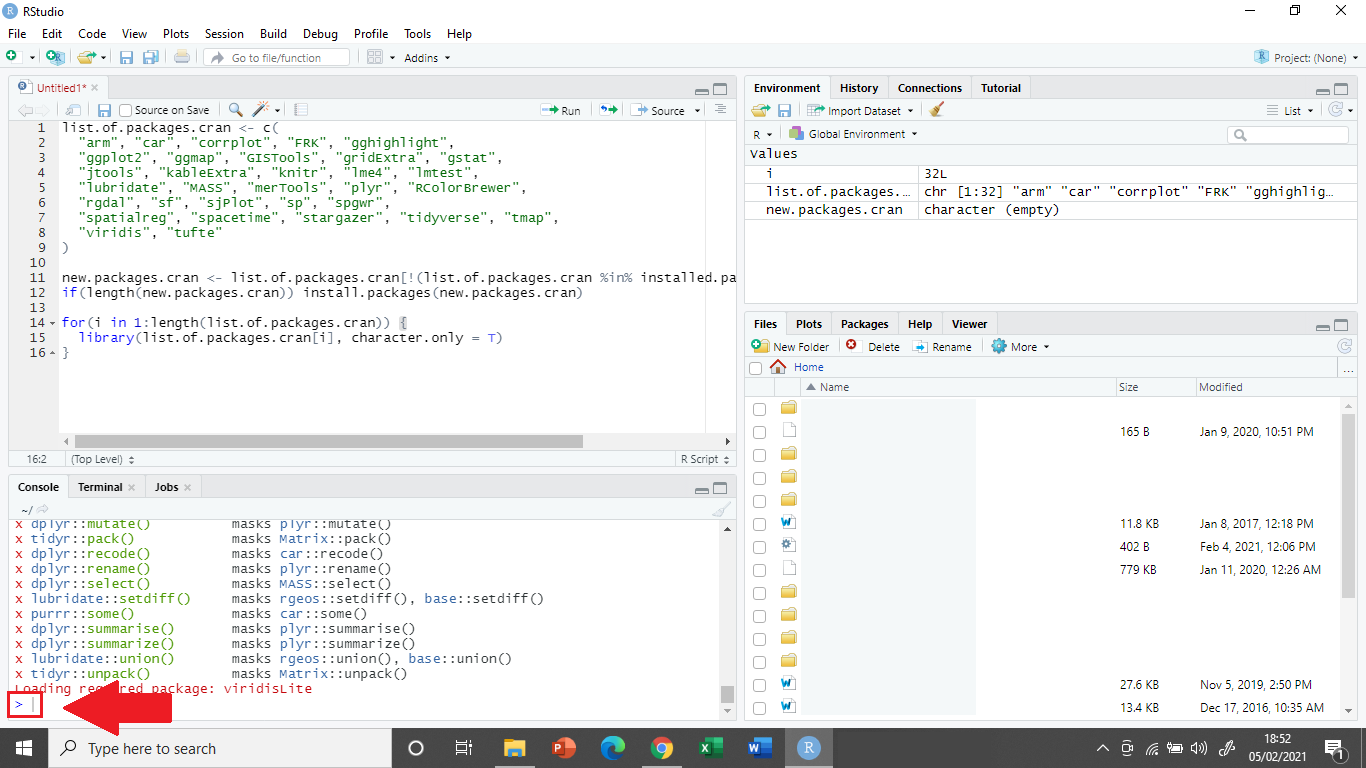 RStudio
File Edit Code View Plots Session Build Debug Profile Tools Help
Go to file/function Addins Project: (None)
Untitled1*
Source on Save Run Source
1 list.of.packages.cran <- c(
2 "arm", "car", "corrplot", "FRK", "gghighlight",
3 "ggplot2", "ggmap", "GISTools", "gridExtra", "gstat",
4 "jtools", "kableExtra", "knitr", "lme4", "lmtest",
5 "lubridate", "MASS", "merTools", "plyr", "RColorBrewer",
6 "rgdal", "sf", "sjPlot", "sp", "spgwr",
7 "spatialreg", "spacetime", "stargazer", "tidyverse", "tmap",
8 "viridis", "tufte"
9 )
10
11 new.packages.cran <- list.of.packages.cran[!(list.of.packages.cran %in% installed.pa
12 if(length(new.packages.cran)) install.packages(new.packages.cran)
13
14 for(i in 1:length(list.of.packages.cran)) {
15 library(list.of.packages.cran[i], character.only = T)
16 }
16:2 (Top Level) R Script
Console Terminal Jobs
~/
x dplyr::mutate() masks plyr::mutate()
x tidyr::pack() masks Matrix::pack()
x dplyr::recode() masks car::recode()
x dplyr::rename() masks plyr::rename()
x dplyr::select() masks MASS::select()
x lubridate::setdiff() masks rgeos::setdiff(), base::setdiff()
x purrr::some() masks car::some()
x dplyr::summarise() masks plyr::summarise()
x dplyr::summarize() masks plyr::summarize()
x lubridate::union() masks rgeos::union(), base::union()
x tidyr::unpack() masks Matrix::unpack()
Loading required package: viridisLite
>
Environment History Connections Tutorial
Import Dataset List
R Global Environment
Values
i 32L
list.of.packages.… chr [1:32] "arm" "car" "corrplot" "FRK" "gghighlig…
new.packages.cran character (empty)
Files Plots Packages Help Viewer
New Folder Delete Rename More
Home ...
Name Size Modified
165 B Jan 9, 2020, 10:51 PM
11.8 KB Jan 8, 2017, 12:18 PM
402 B Feb 4, 2021, 12:06 PM
779 KB Jan 11, 2020, 12:26 AM
27.6 KB Nov 5, 2019, 2:50 PM
13.4 KB Dec 17, 2016, 10:35 AM
Type here to search
18:52
05/02/2021
1